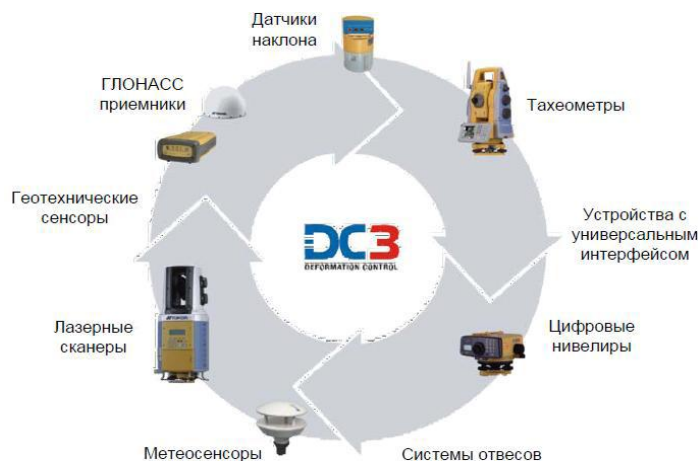 Датчики
наклона
ГЛОНАСС
приемники
Тахеометры
Геотехнические
сенсоры
Устройства с
универсальным
интерфейсом
DC3
DEFORMATION CONTROL
Лазерные
сканеры
Цифровые
нивелиры
Метеосенсоры
Системы отвесов